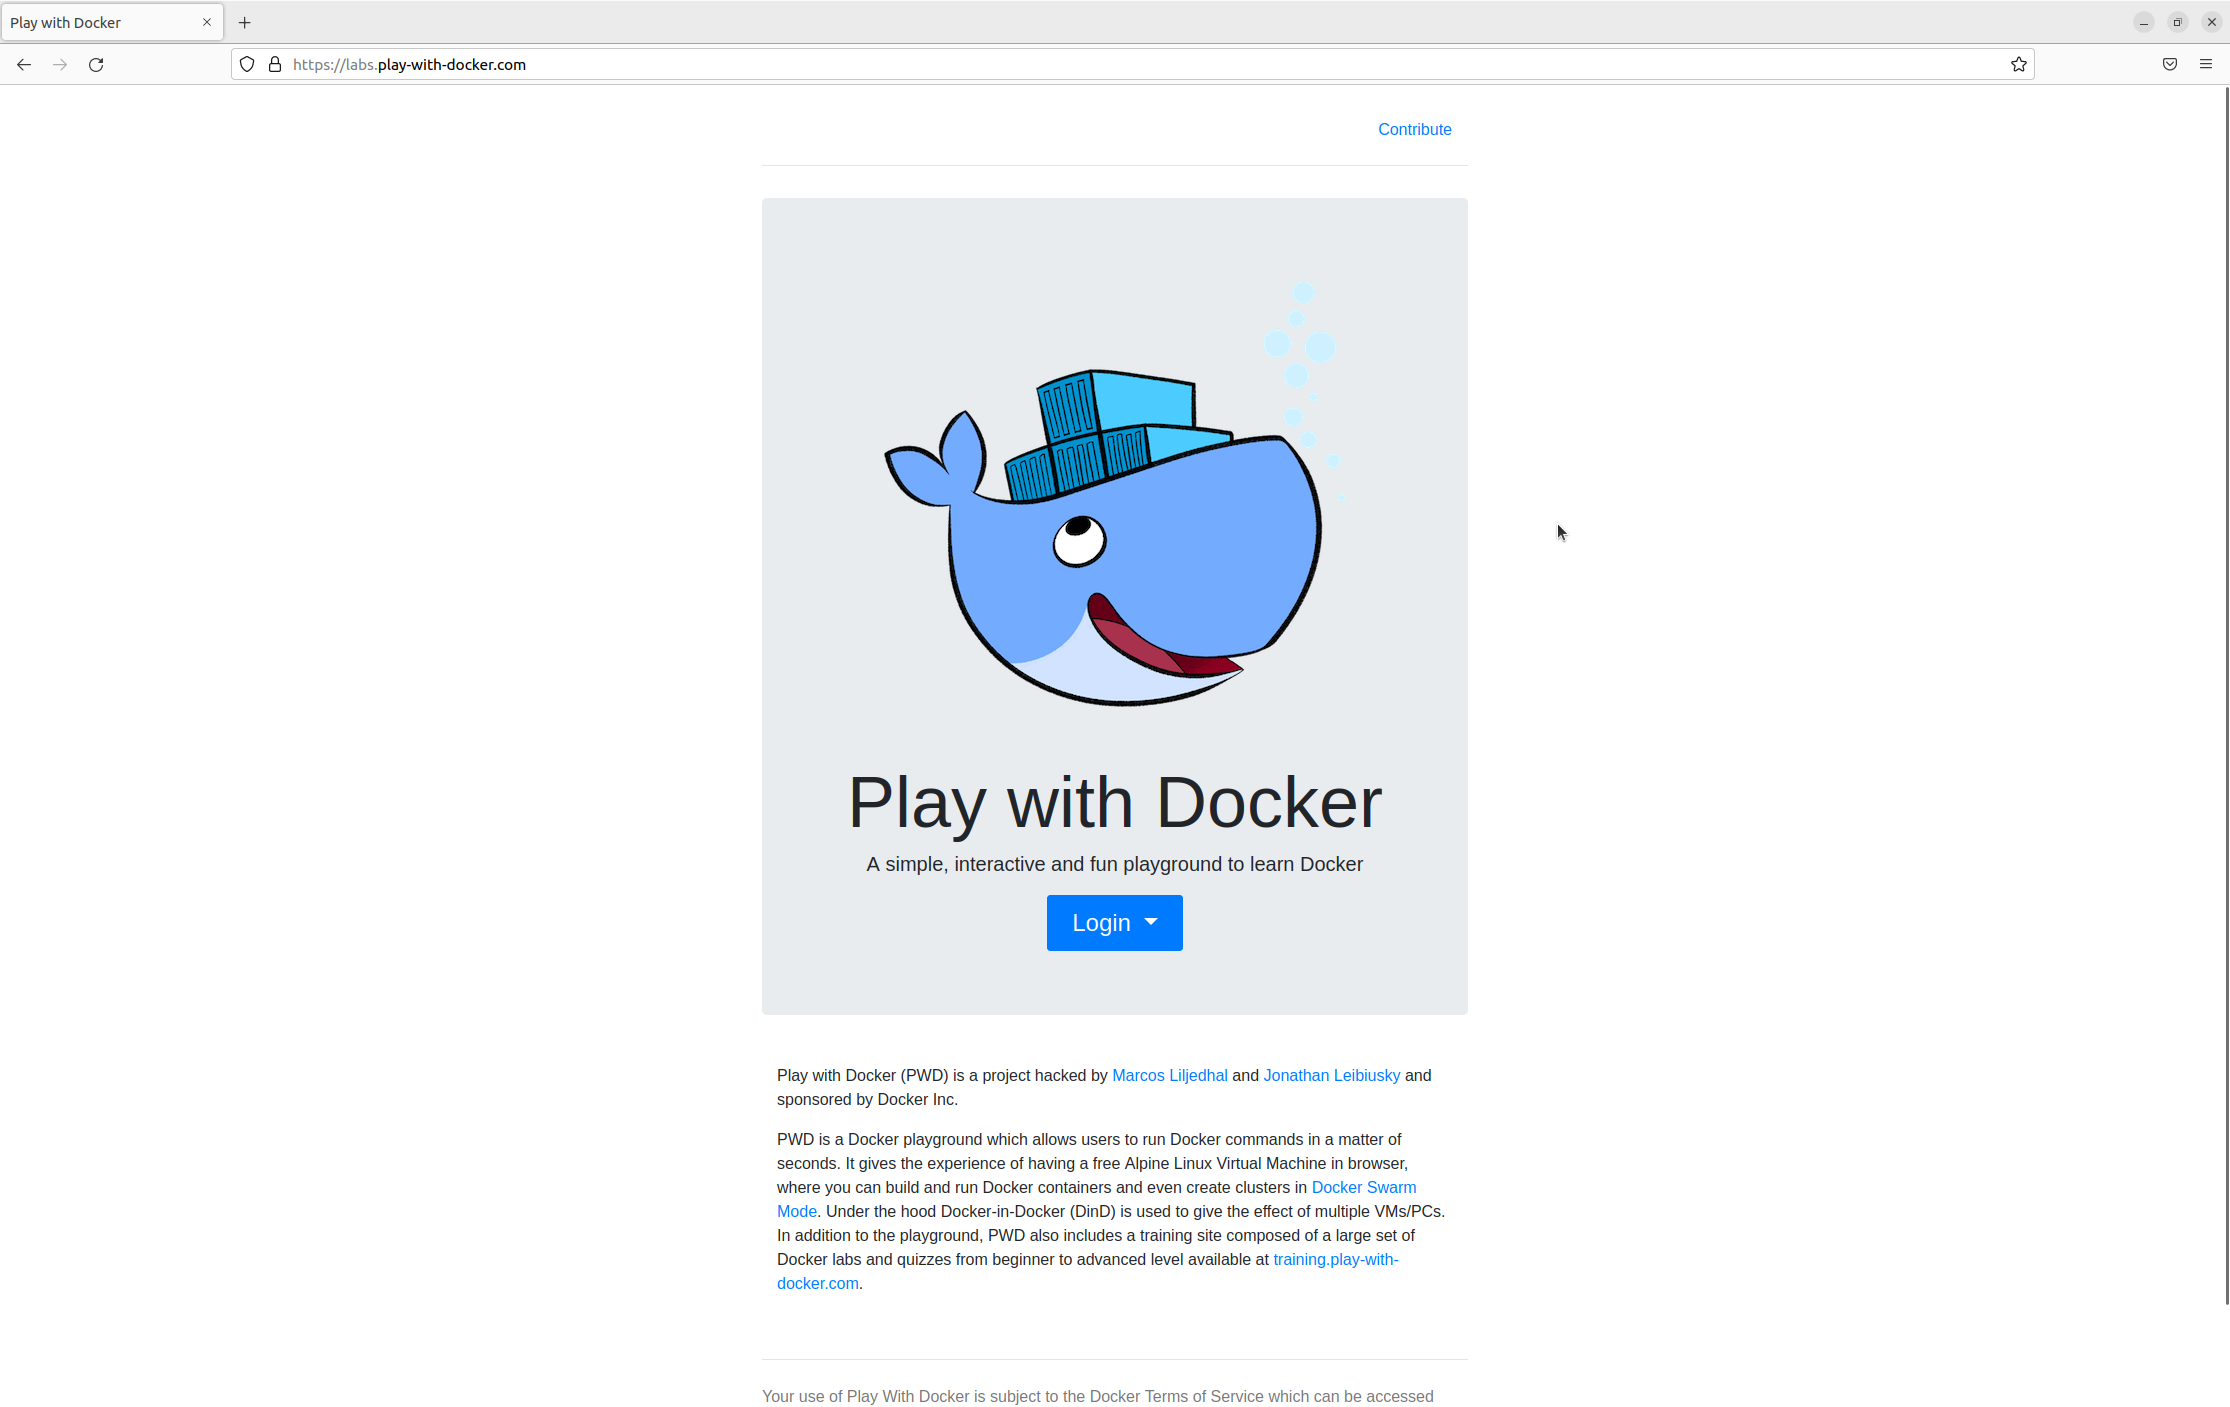 Play with Docker
https://labs.play-with-docker.com
Contribute
Play with Docker
A simple, interactive and fun playground to learn Docker
Login
Play with Docker (PWD) is a project hacked by Marcos Liljedhal and Jonathan Leibiusky and
sponsored by Docker Inc.
PWD is a Docker playground which allows users to run Docker commands in a matter of
seconds. It gives the experience of having a free Alpine Linux Virtual Machine in browser,
where you can build and run Docker containers and even create clusters in Docker Swarm
Mode. Under the hood Docker-in-Docker (DinD) is used to give the effect of multiple VMs/PCs.
In addition to the playground, PWD also includes a training site composed of a large set of
Docker labs and quizzes from beginner to advanced level available at training.play-with-
docker.com.
Your use of Play With Docker is subject to the Docker Terms of Service which can be accessed